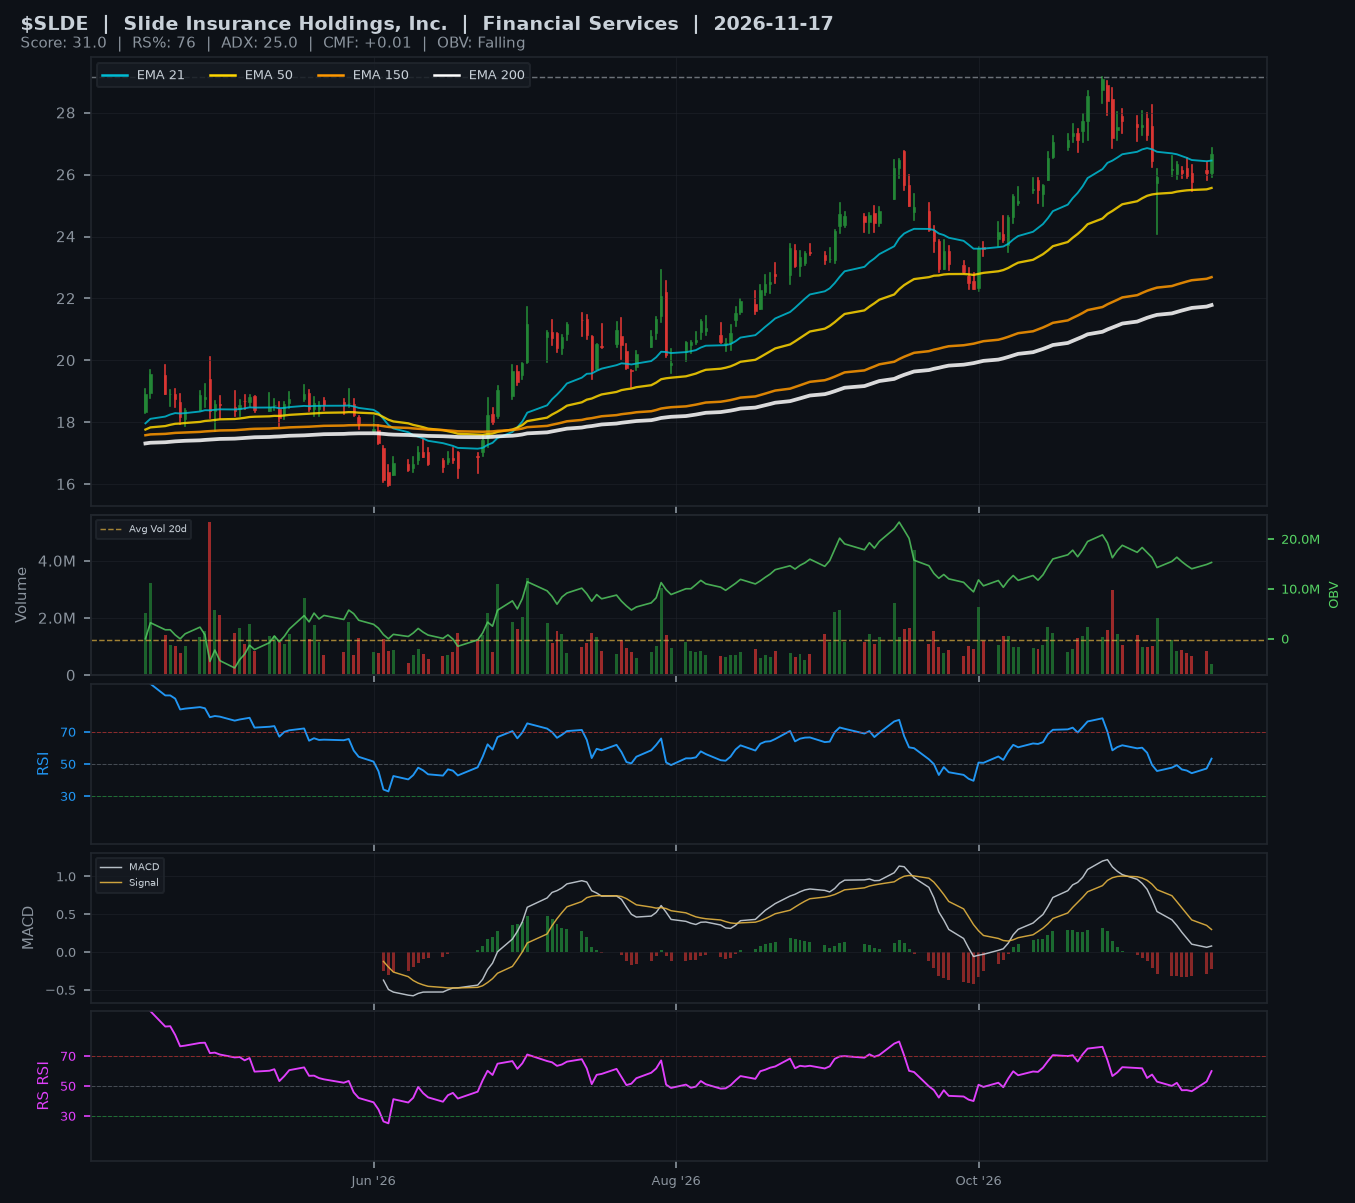 $SLDE | Slide Insurance Holdings, Inc. | Financial Services | 2026-11-17
Score: 31.0 | RS%: 76 | ADX: 25.0 | CMF: +0.01 | OBV: Falling
EMA 21 EMA 50 EMA 150 EMA 200
28
26
24
22
20
18
16
Avg Vol 20d
4.0M
2.0M
0
Volume
20.0M
10.0M
0
OBV
70
50
30
RSI
MACD
Signal
1.0
0.5
0.0
−0.5
MACD
70
50
30
RS RSI
Jun '26 Aug '26 Oct '26